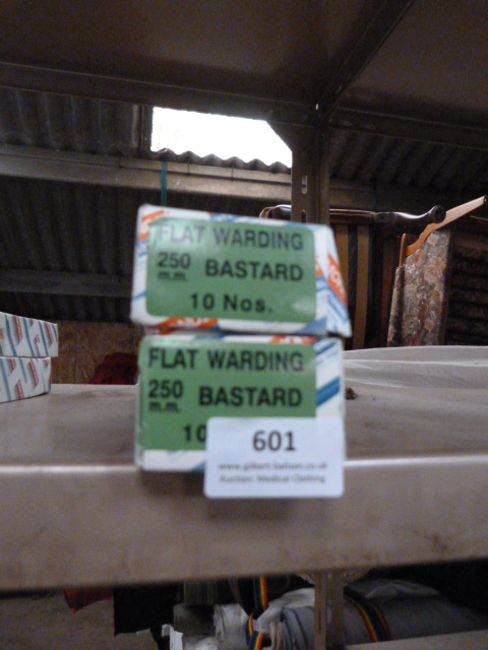 FLAT WARDING
250 m.m. BASTARD
10 Nos.
FLAT WARDING
250 m.m. BASTARD
10
601
www.gilbert-baitson.co.uk
Auction: Medical Clothing